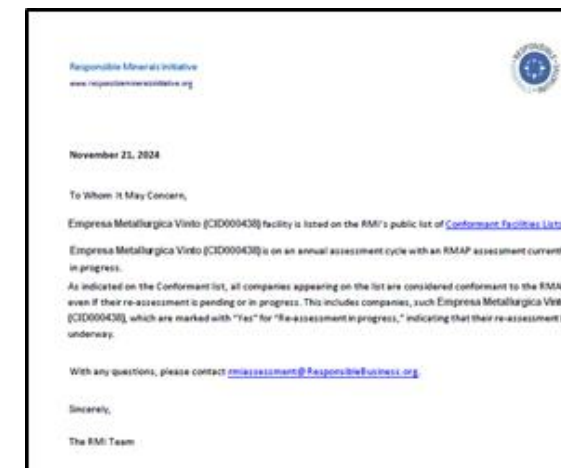 Responsible Minerals Initiative
www.responsiblemineralsinitiative.org
RESPONSIBLE
November 21, 2024
To Whom It May Concern,
Empresa Metallurgica Vinto (CID000438) facility is listed on the RMI's public list of Conformant Facilities Lists
Empresa Metallurgica Vinto (CID000438) is on an annual assessment cycle with an RMAP assessment current
in progress.
As indicated on the Conformant list, all companies appearing on the list are considered conformant to the RMA
even if their re-assessment is pending or in progress. This includes companies, such Empresa Metallurgica Vint
(CID000438), which are marked with "Yes" for "Re-assessment in progress," indicating that their re-assessment i
underway.
With any questions, please contact rmiassessment@ResponsibleBusiness.org.
Sincerely,
The RMI Team